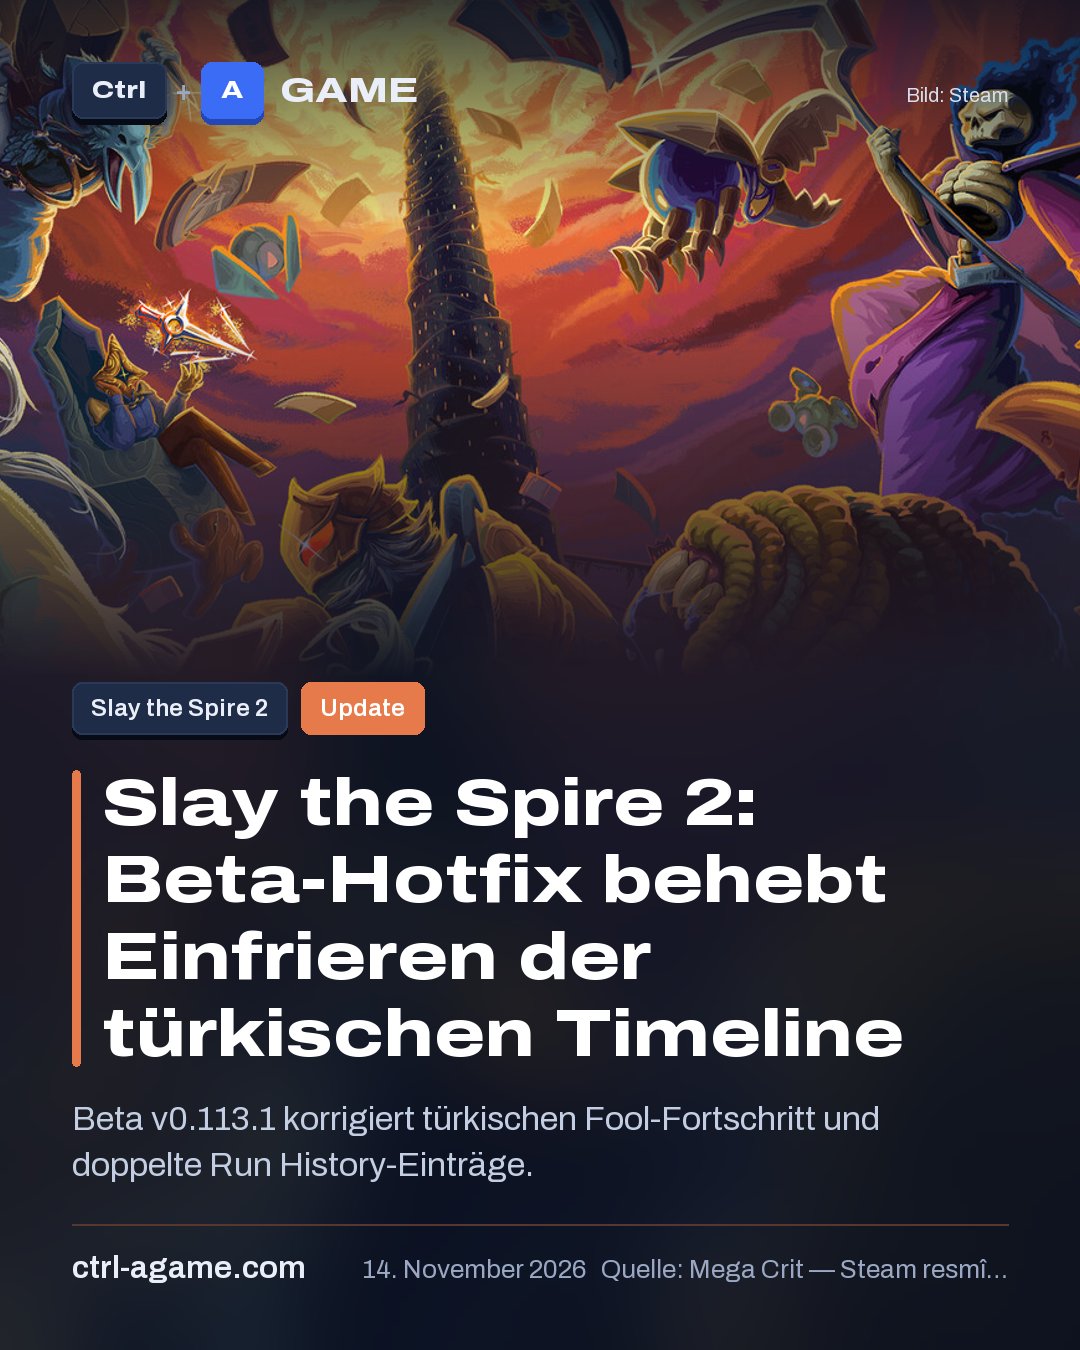 Ctrl + A GAME
Bild: Steam
Slay the Spire 2 Update
Slay the Spire 2:
Beta-Hotfix behebt
Einfrieren der
türkischen Timeline
Beta v0.113.1 korrigiert türkischen Fool-Fortschritt und
doppelte Run History-Einträge.
ctrl-agame.com 14. November 2026 Quelle: Mega Crit — Steam resmî…